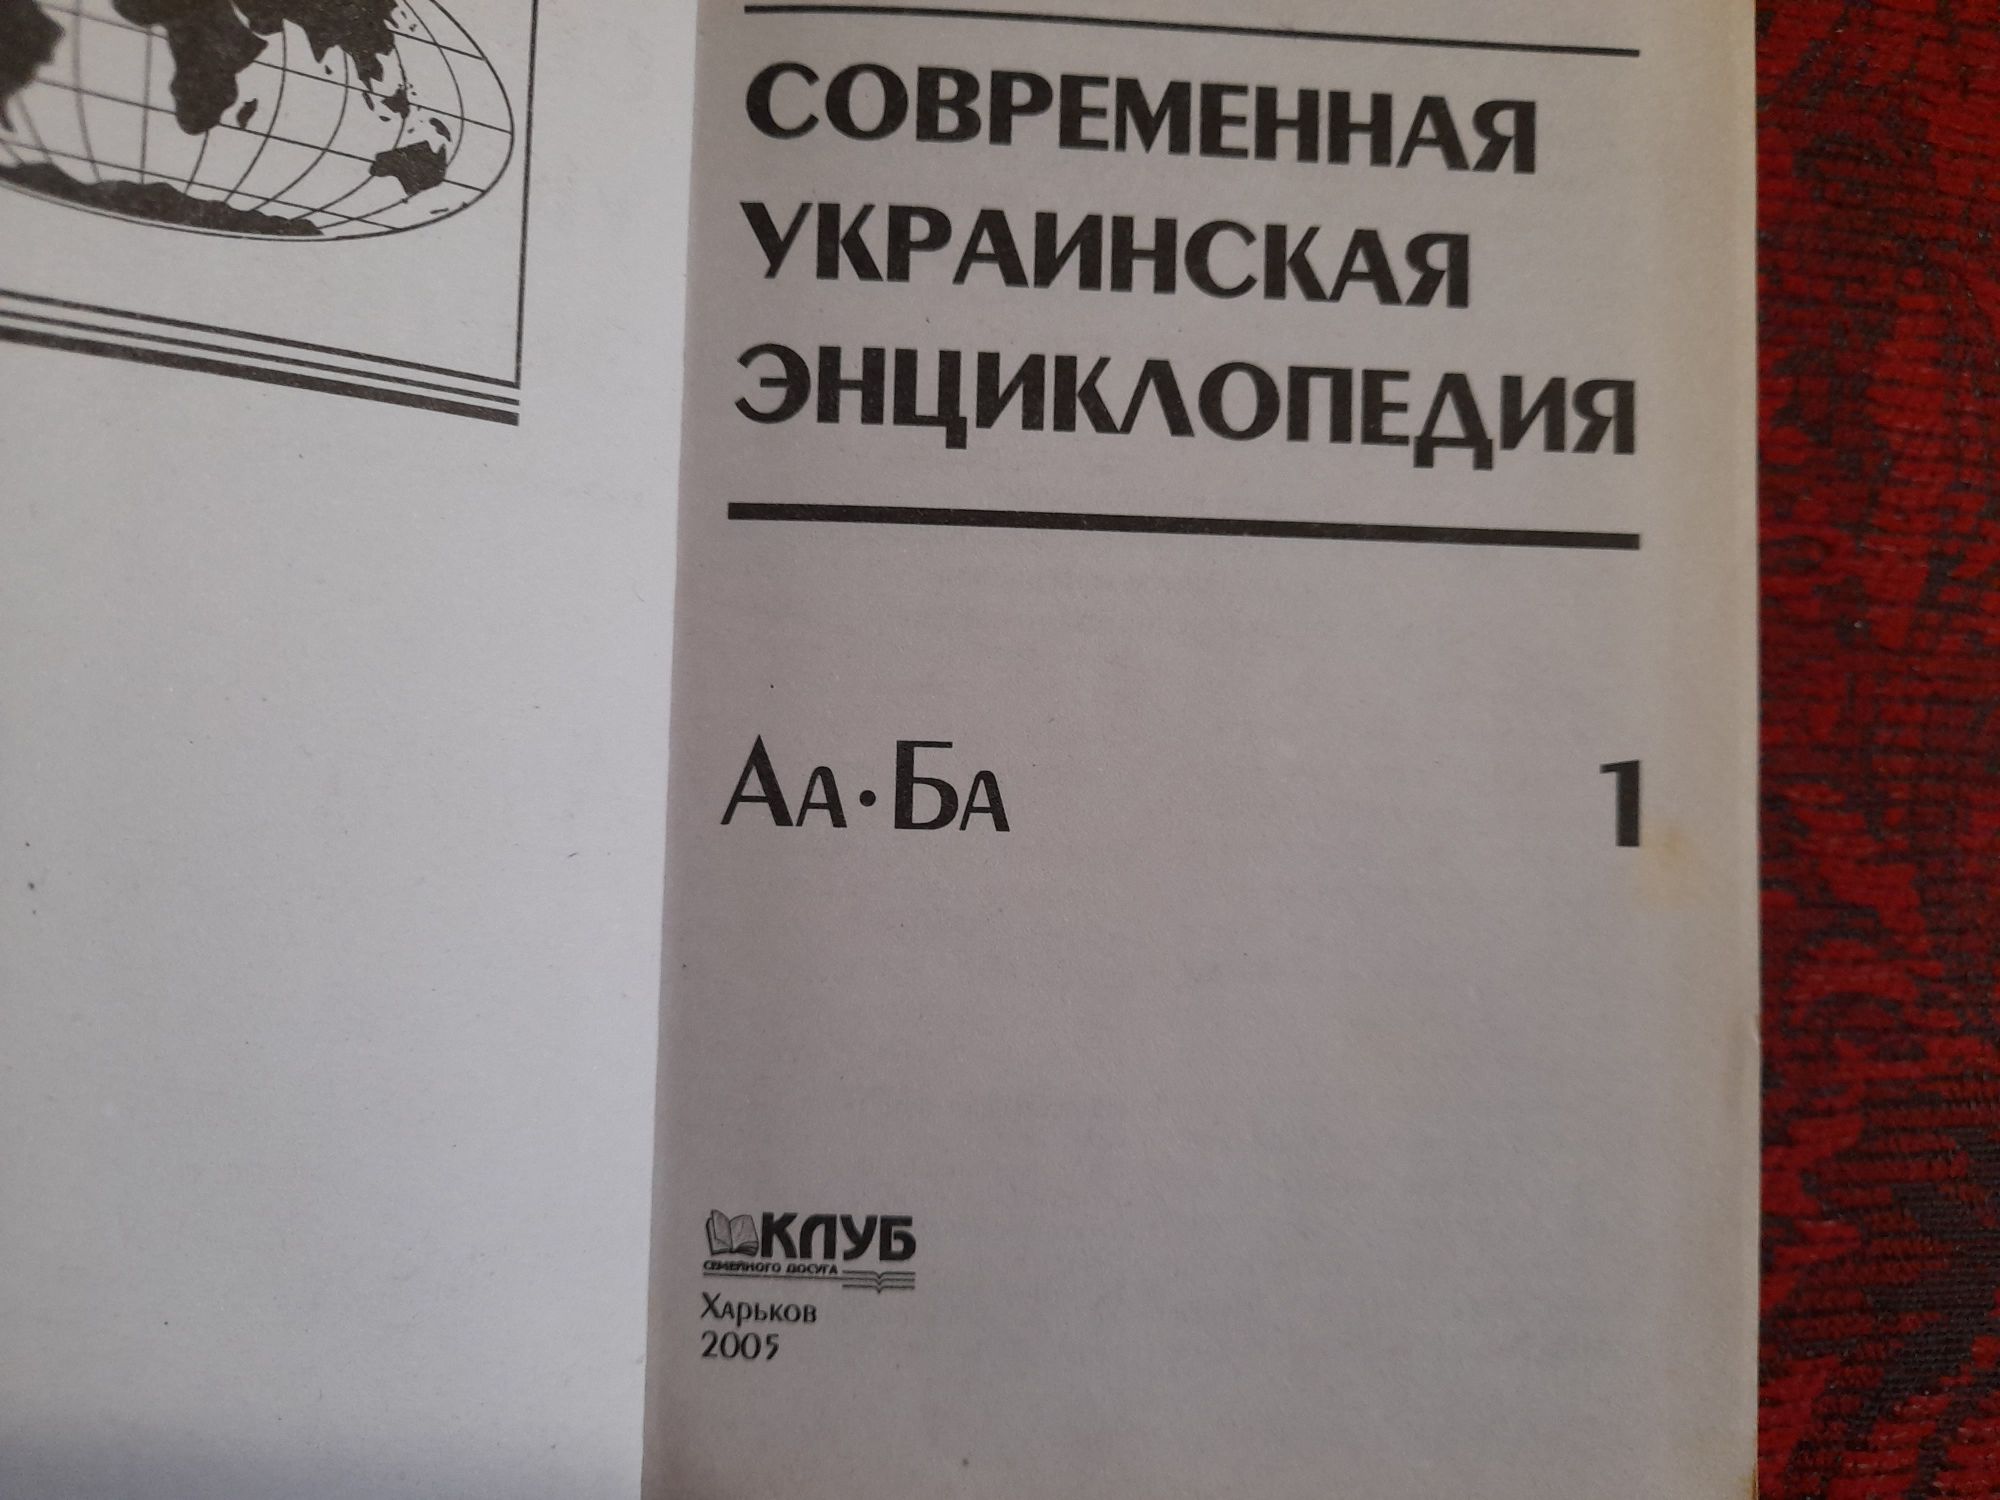 СОВРЕМЕННАЯ
УКРАИНСКАЯ
ЭНЦИКЛОПЕДИЯ
Аа·Ба 1
КЛУБ
СЕМЕЙНОГО ДОСУГА
Харьков
2005